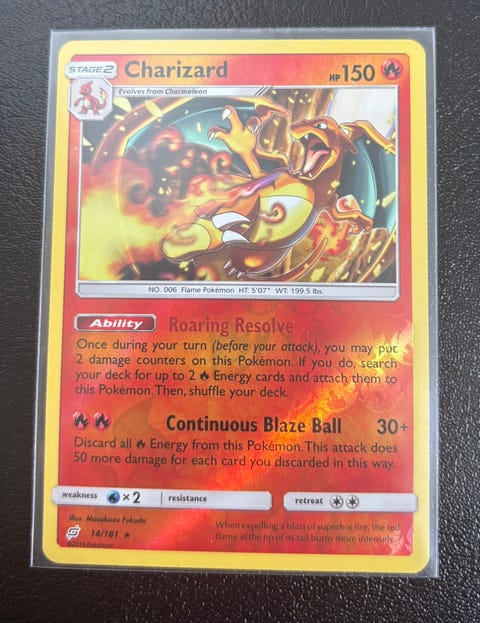 STAGE2 Charizard HP 150
Evolves from Charmeleon
NO. 006 Flame Pokémon HT: 5'07" WT: 199.5 lbs.
Ability Roaring Resolve
Once during your turn (before your attack), you may put
2 damage counters on this Pokémon. If you do, search
your deck for up to 2 Energy cards and attach them to
this Pokémon. Then, shuffle your deck.
Continuous Blaze Ball 30+
Discard all Energy from this Pokémon. This attack does
50 more damage for each card you discarded in this way.
weakness ×2 resistance retreat
Illus. Masakazu Fukuda
When expelling a blast of superhot fire, the red
flame at the tip of its tail burns more intensely.
14/181 ★
©2019 Pokémon